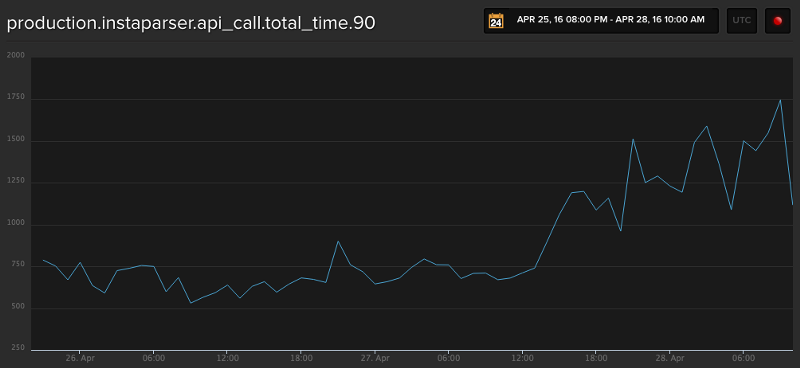 production.instaparser.api_call.total_time.90
24 APR 25, 16 08:00 PM - APR 28, 16 10:00 AM UTC
2000
1750
1500
1250
1000
750
500
250
26. Apr 06:00 12:00 18:00 27. Apr 06:00 12:00 18:00 28. Apr 06:00